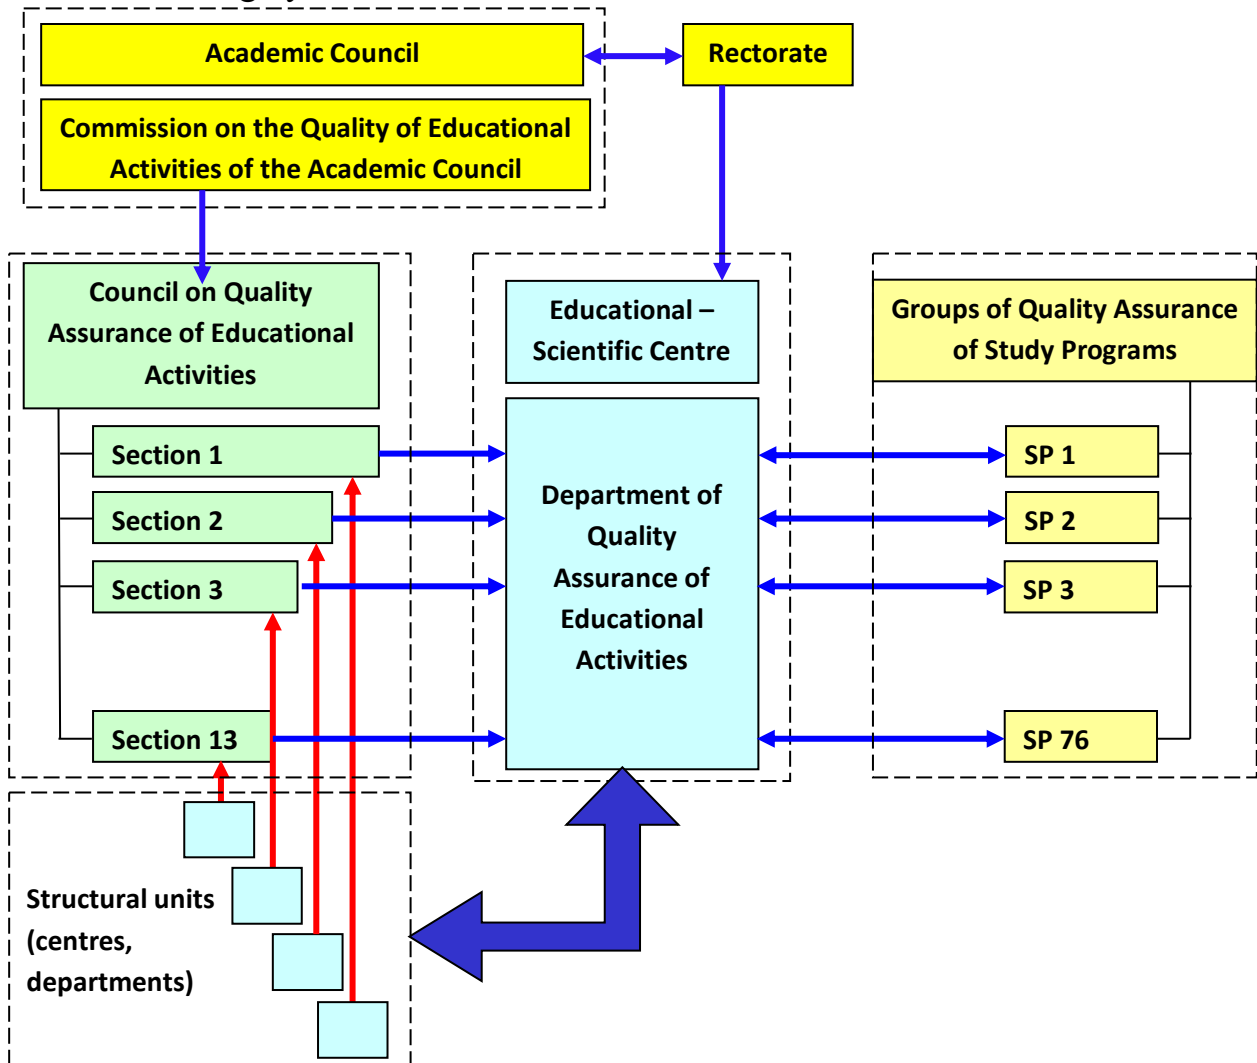 Academic Council
Rectorate
Commission on the Quality of Educational
Activities of the Academic Council
Council on Quality
Assurance of Educational
Activities
Educational –
Scientific Centre
Groups of Quality Assurance
of Study Programs
Section 1
Section 2
Section 3
Section 13
Department of
Quality
Assurance of
Educational
Activities
SP 1
SP 2
SP 3
SP 76
Structural units
(centres,
departments)